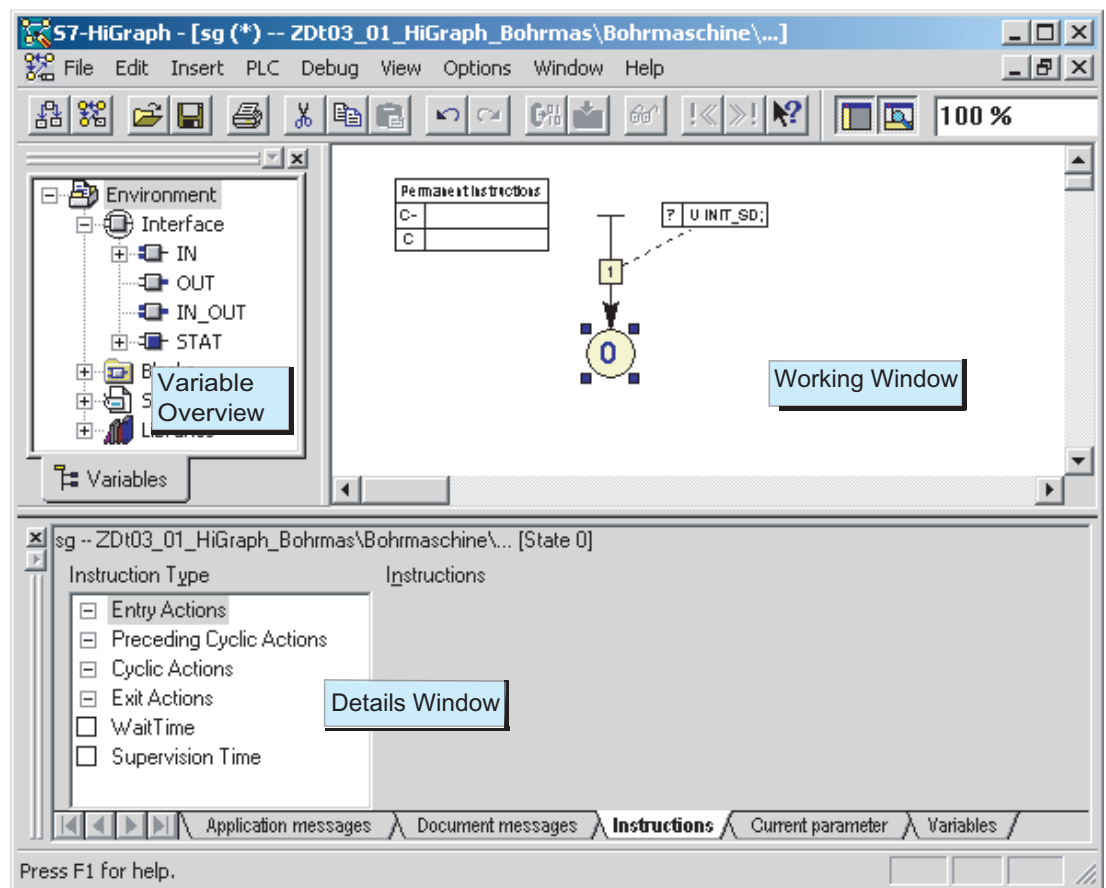 S7-HiGraph - [sg (*) -- ZDt03_01_HiGraph_Bohrmas\Bohrmaschine\...]
File Edit Insert PLC Debug View Options Window Help
100 %
Environment
Interface
IN
OUT
IN_OUT
STAT
Variable
Overview
Variables
Permanent Instructions
C-
C
? U INIT_SD;
1
0
Working Window
sg -- ZDt03_01_HiGraph_Bohrmas\Bohrmaschine\... [State 0]
Instruction Type
Instructions
Entry Actions
Preceding Cyclic Actions
Cyclic Actions
Exit Actions
WaitTime
Supervision Time
Details Window
Application messages Document messages Instructions Current parameter Variables
Press F1 for help.